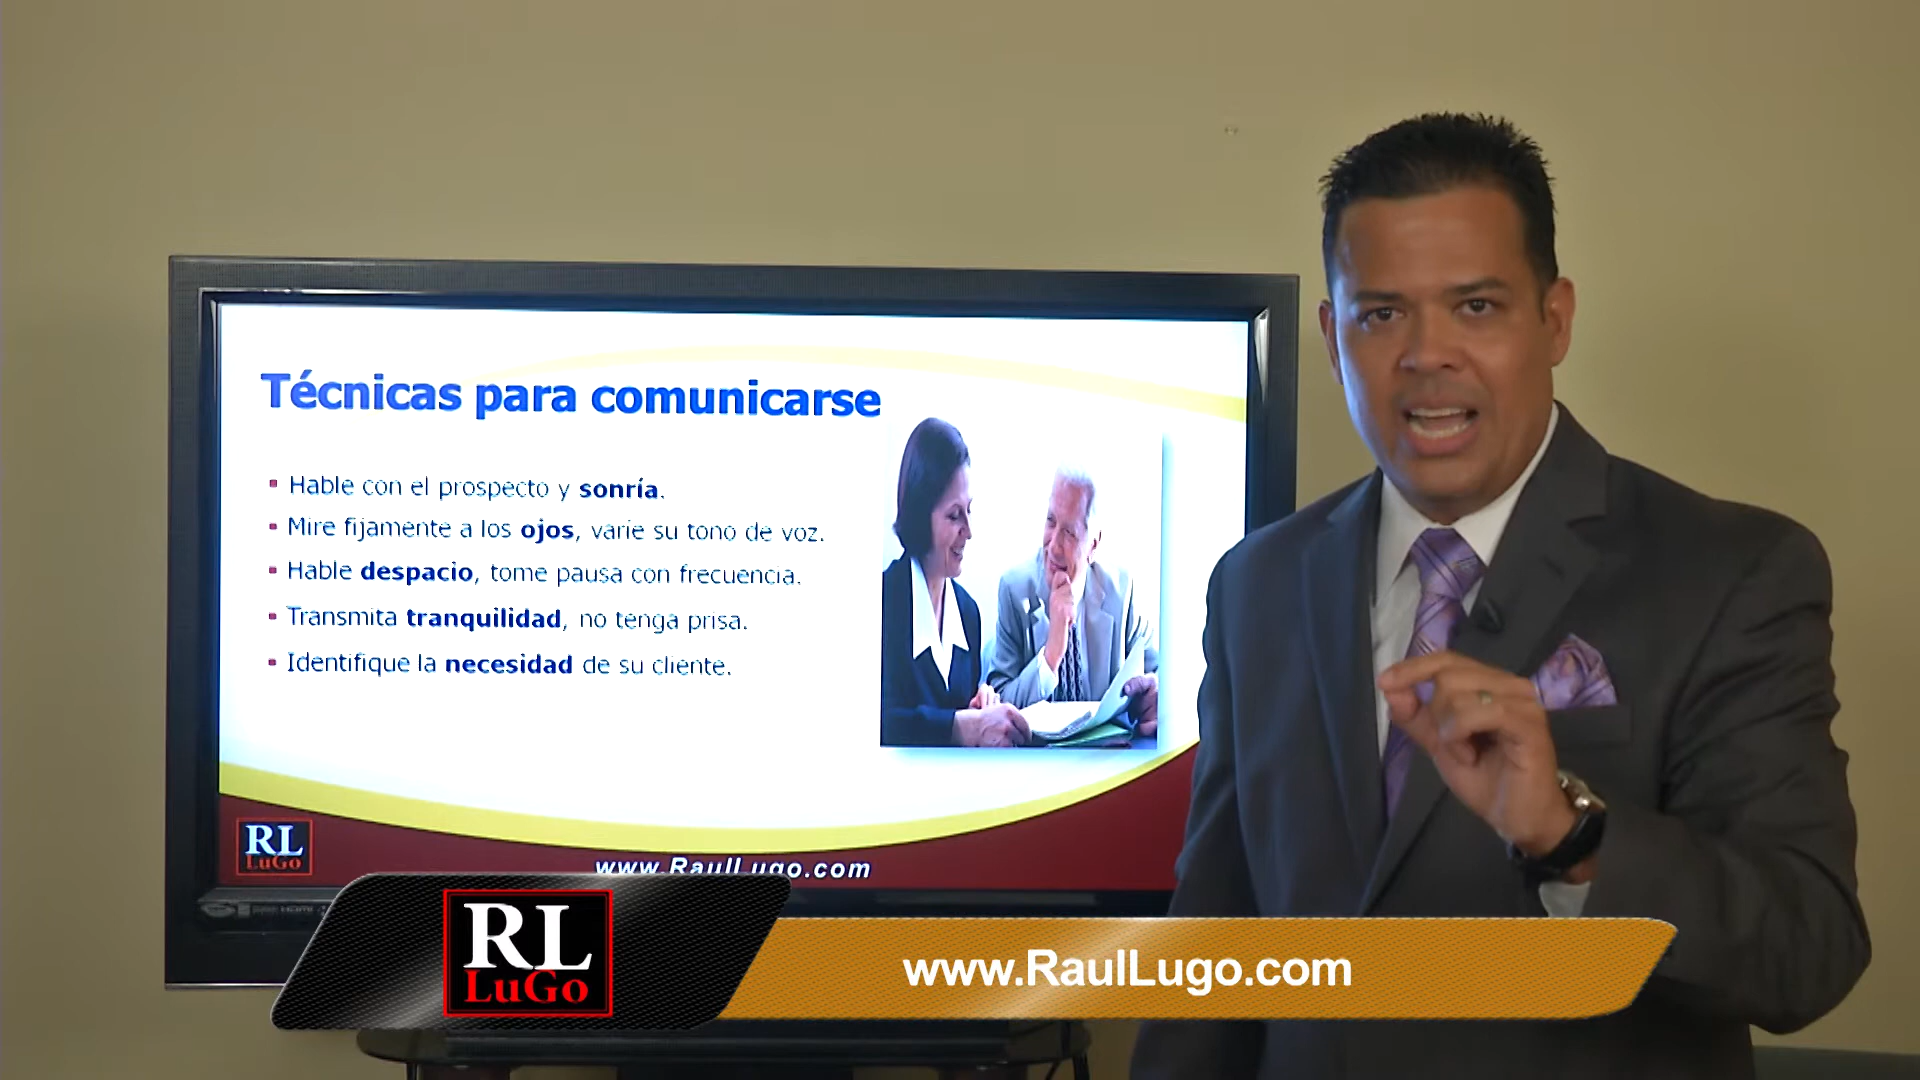 Técnicas para comunicarse
Hable con el prospecto y sonría.
Mire fijamente a los ojos, varíe su tono de voz.
Hable despacio, tome pausa con frecuencia.
Transmita tranquilidad, no tenga prisa.
Identifique la necesidad de su cliente.
RL
LuGo
www.RaulLugo.com
RL
LuGo
www.RaulLugo.com